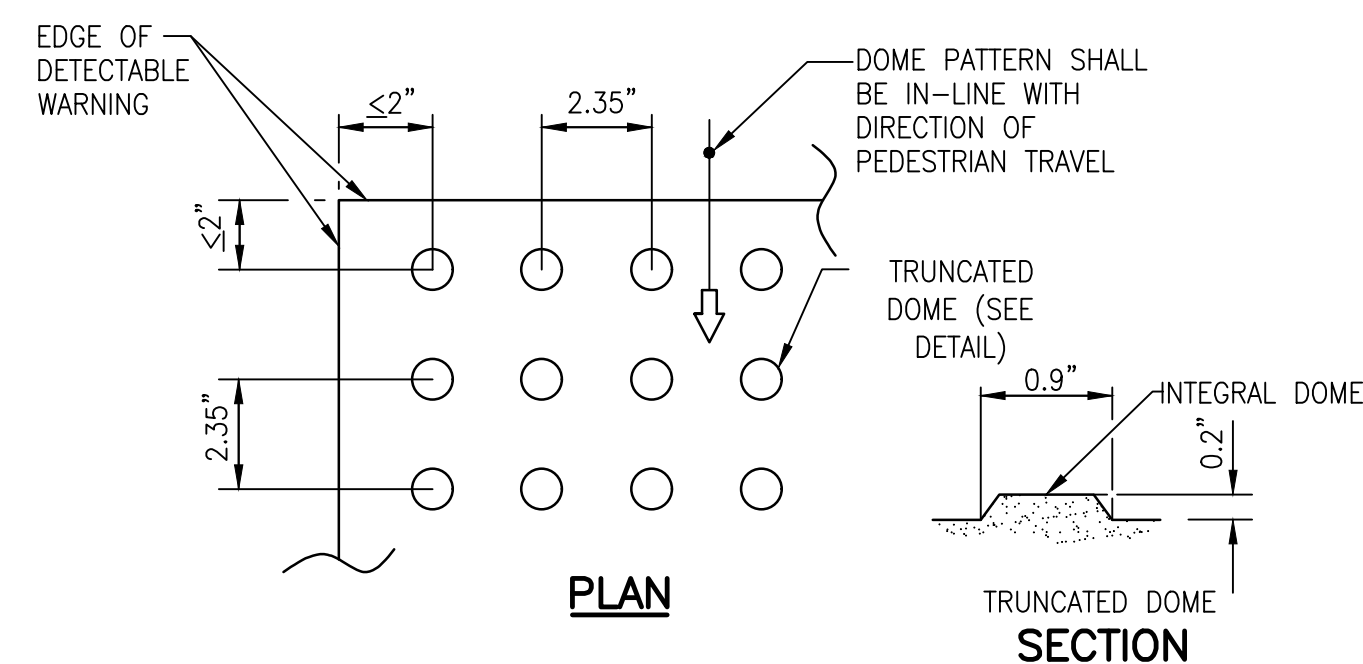 EDGE OF
DETECTABLE
WARNING
≤2"
2.35"
DOME PATTERN SHALL
BE IN-LINE WITH
DIRECTION OF
PEDESTRIAN TRAVEL
≤2"
TRUNCATED
DOME (SEE
DETAIL)
2.35"
0.9"
INTEGRAL DOME
0.2"
PLAN
TRUNCATED DOME
SECTION